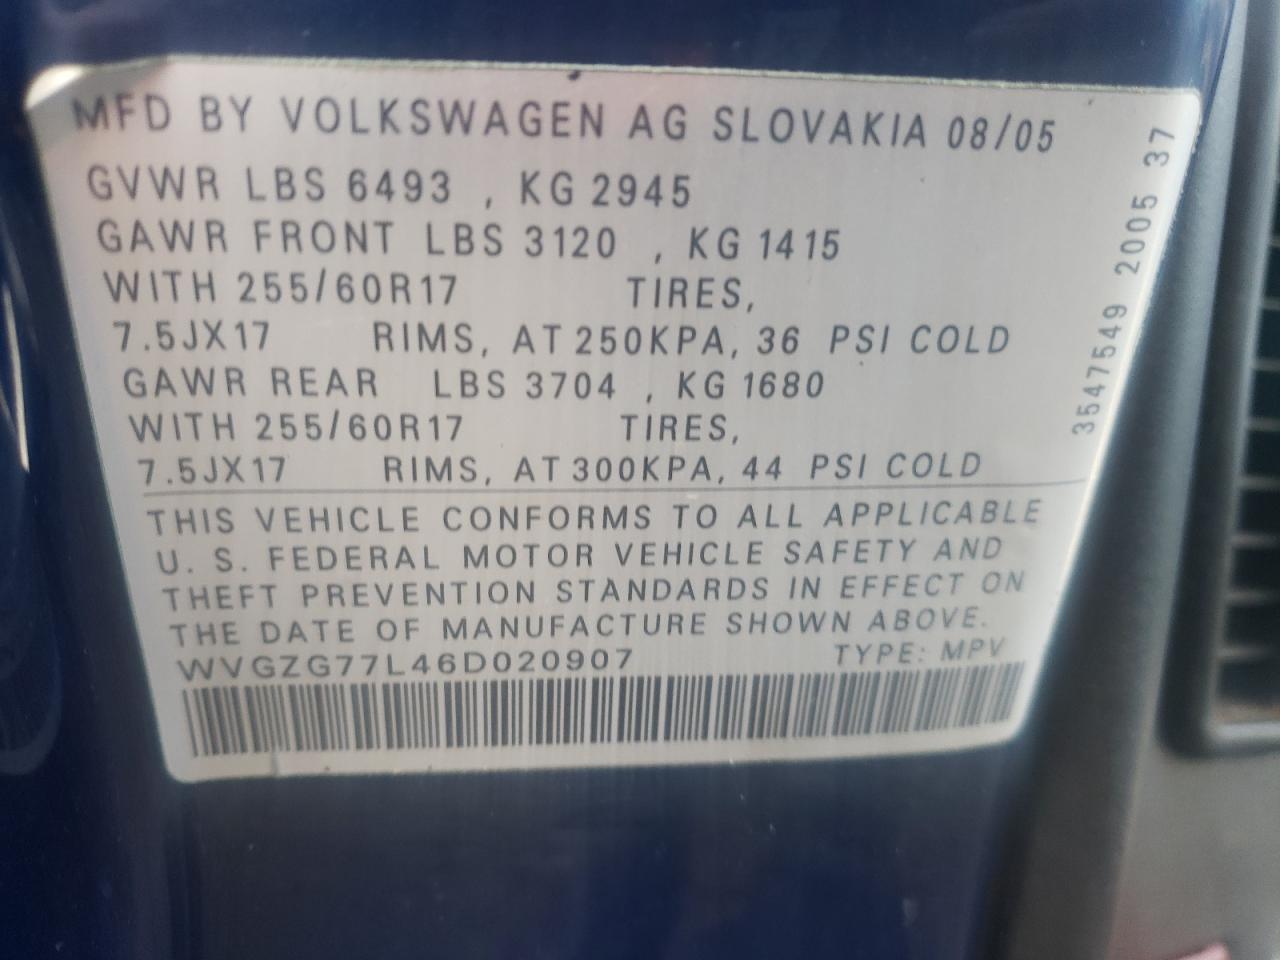 MFD BY VOLKSWAGEN AG SLOVAKIA 08/05
GVWR LBS 6493 , KG 2945
GAWR FRONT LBS 3120 , KG 1415
WITH 255/60R17 TIRES,
7.5JX17 RIMS, AT 250KPA, 36 PSI COLD
GAWR REAR LBS 3704 , KG 1680
WITH 255/60R17 TIRES,
7.5JX17 RIMS, AT 300KPA, 44 PSI COLD
THIS VEHICLE CONFORMS TO ALL APPLICABLE
U. S. FEDERAL MOTOR VEHICLE SAFETY AND
THEFT PREVENTION STANDARDS IN EFFECT ON
THE DATE OF MANUFACTURE SHOWN ABOVE.
WVGZG77L46D020907 TYPE: MPV
3547549 2005 37